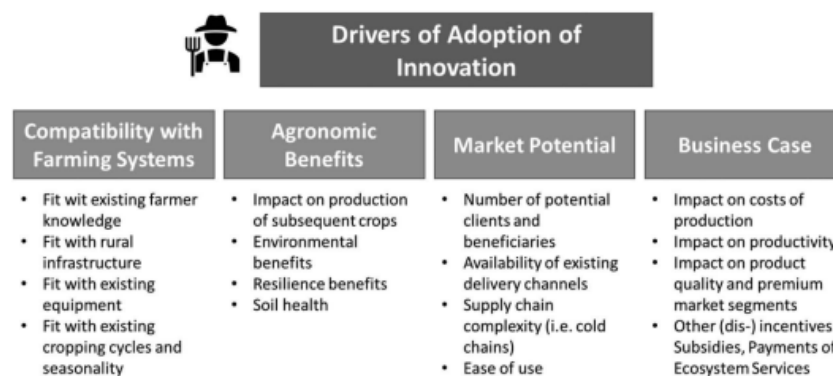 Drivers of Adoption of
Innovation
Compatibility with
Farming Systems
• Fit wit existing farmer
knowledge
• Fit with rural
infrastructure
• Fit with existing
equipment
• Fit with existing
cropping cycles and
seasonality
Agronomic
Benefits
• Impact on production
of subsequent crops
• Environmental
benefits
• Resilience benefits
• Soil health
Market Potential
• Number of potential
clients and
beneficiaries
• Availability of existing
delivery channels
• Supply chain
complexity (i.e. cold
chains)
• Ease of use
Business Case
• Impact on costs of
production
• Impact on productivity
• Impact on product
quality and premium
market segments
• Other (dis-) incentives
Subsidies, Payments of
Ecosystem Services